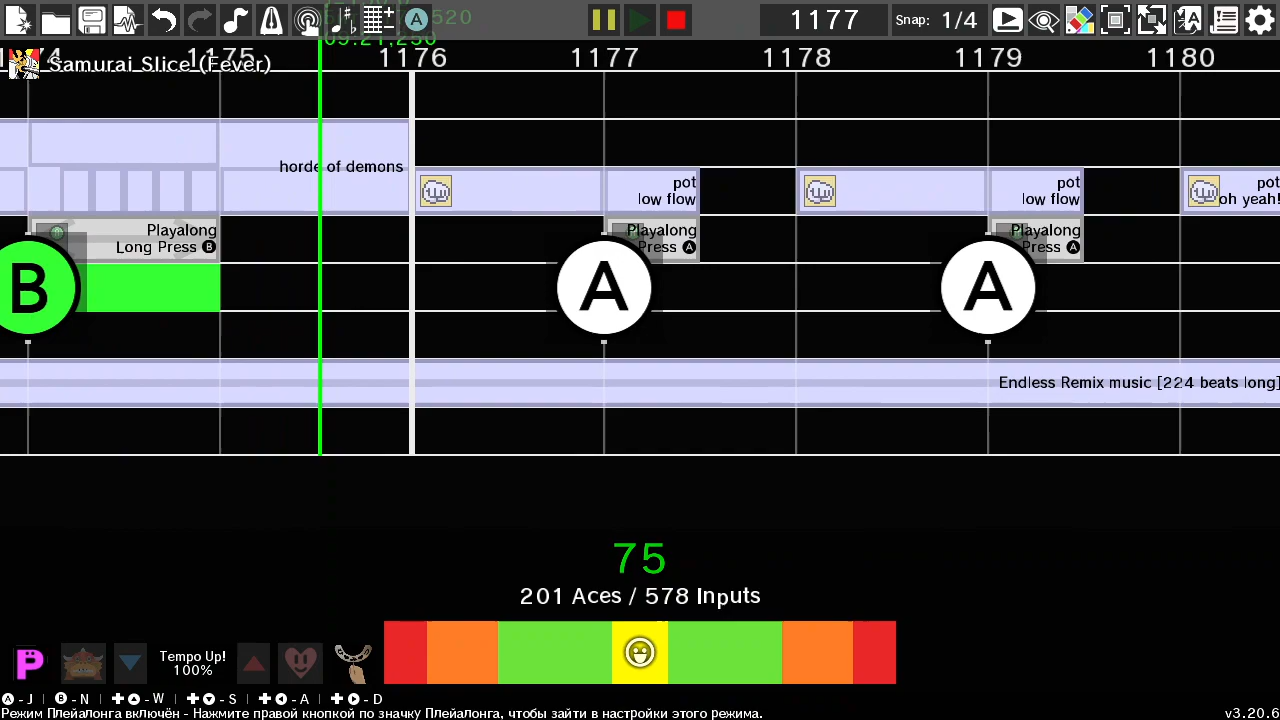 A
1177
Snap: 1/4
09:21,250
1175
1176
1177
1178
1179
1180
Samurai Slice (Fever)
horde of demons
pot
low flow
pot
low flow
pot
oh yeah!
Playalong
Long Press B
Playalong
Press A
Playalong
Press A
B
A
A
Endless Remix music [224 beats long]
75
201 Aces / 578 Inputs
P
Tempo Up!
100%
A - J | B - N | - W | - S | - A | - D
Режим Плейалонга включён - Нажмите правой кнопкой по значку Плейалонга, чтобы зайти в настройки этого режима.
v3.20.6